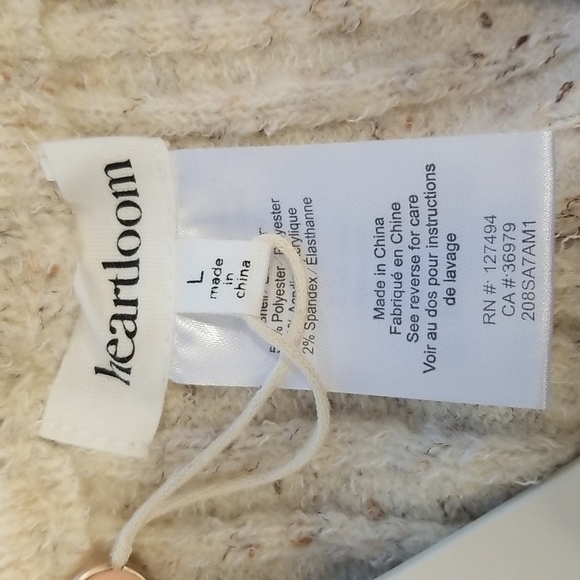 heartloom
L
made
in
china
Polyester
2% Spandex / Elasthanne
Made in China
Fabriqué en Chine
See reverse for care
Voir au dos pour instructions
de lavage
RN # 127494
CA # 36979
208SA7AM1